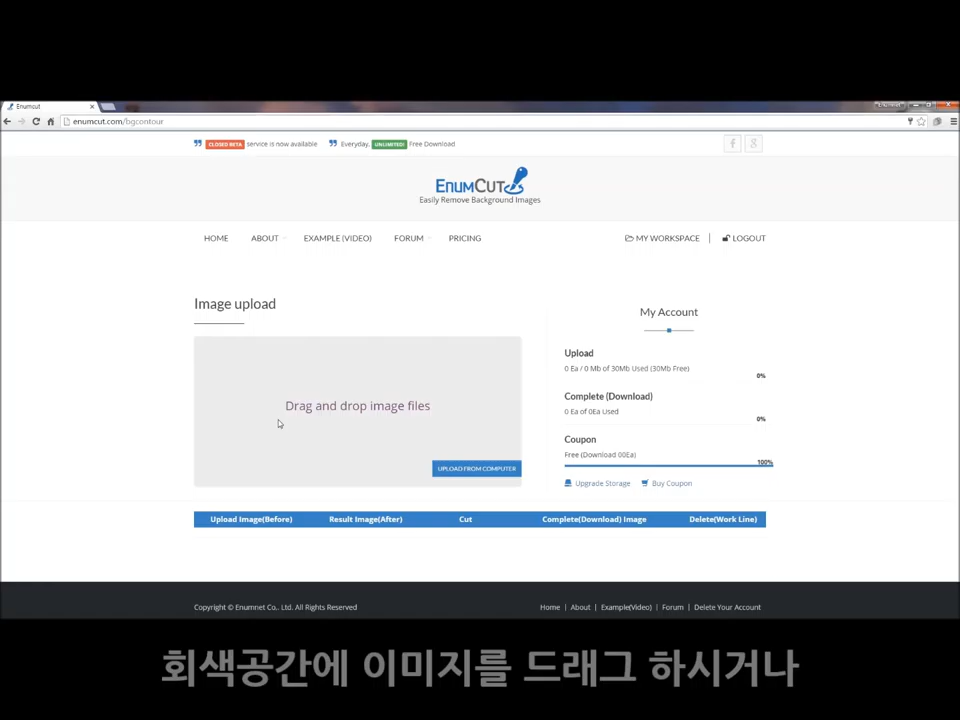 Enumcut
enumcut.com/bgcontour
CLOSED BETA service is now available
Everyday, UNLIMITED! Free Download
ENUMCUT
Easily Remove Background Images
HOME ABOUT EXAMPLE (VIDEO) FORUM PRICING MY WORKSPACE | LOGOUT
Image upload
Drag and drop image files
UPLOAD FROM COMPUTER
My Account
Upload
0 Ea / 0 Mb of 30Mb Used (30Mb Free)
0%
Complete (Download)
0 Ea of 0Ea Used
0%
Coupon
Free (Download 00Ea)
100%
Upgrade Storage Buy Coupon
Upload Image(Before) Result Image(After) Cut Complete(Download) Image Delete(Work Line)
Copyright © Enumnet Co,. Ltd. All Rights Reserved
Home | About | Example(Video) | Forum | Delete Your Account
회색공간에 이미지를 드래그 하시거나